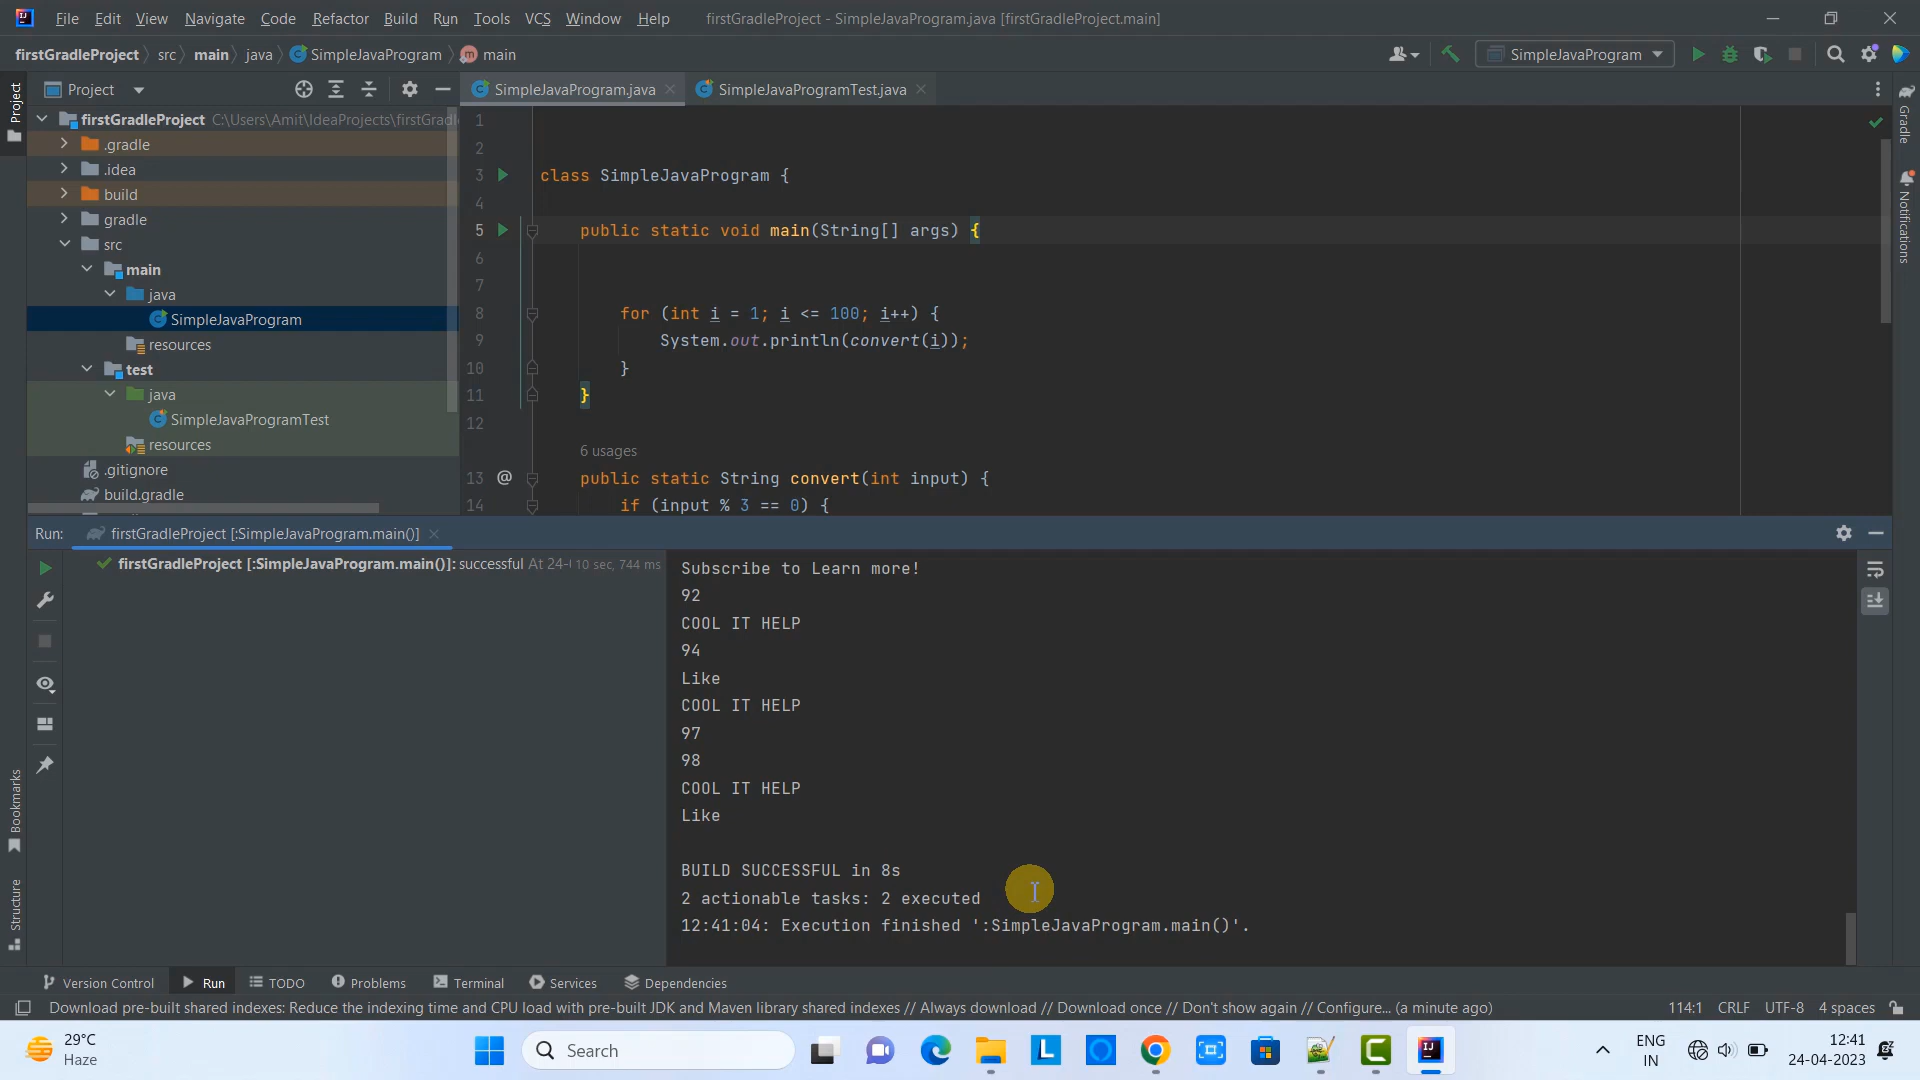 File Edit View Navigate Code Refactor Build Run Tools VCS Window Help firstGradleProject - SimpleJavaProgram.java [firstGradleProject.main]
firstGradleProject src main java SimpleJavaProgram main SimpleJavaProgram
Project
Project
SimpleJavaProgram.java SimpleJavaProgramTest.java
firstGradleProject C:\Users\Amit\IdeaProjects\firstGradl
.gradle
.idea
build
gradle
src
main
java
SimpleJavaProgram
resources
test
java
SimpleJavaProgramTest
resources
.gitignore
build.gradle
1
2
3 class SimpleJavaProgram {
4
5 public static void main(String[] args) {
6
7
8 for (int i = 1; i <= 100; i++) {
9 System.out.println(convert(i));
10 }
11 }
12
6 usages
13 @ public static String convert(int input) {
14 if (input % 3 == 0) {
Gradle
Notifications
Run: firstGradleProject [:SimpleJavaProgram.main()]
firstGradleProject [:SimpleJavaProgram.main()]: successful At 24-( 10 sec, 744 ms
Subscribe to Learn more!
92
COOL IT HELP
94
Like
COOL IT HELP
97
98
COOL IT HELP
Like
BUILD SUCCESSFUL in 8s
2 actionable tasks: 2 executed
12:41:04: Execution finished ':SimpleJavaProgram.main()'.
Bookmarks
Structure
Version Control Run TODO Problems Terminal Services Dependencies
Download pre-built shared indexes: Reduce the indexing time and CPU load with pre-built JDK and Maven library shared indexes // Always download // Download once // Don't show again // Configure... (a minute ago) 114:1 CRLF UTF-8 4 spaces
29°C
Haze
Search
ENG
IN
12:41
24-04-2023